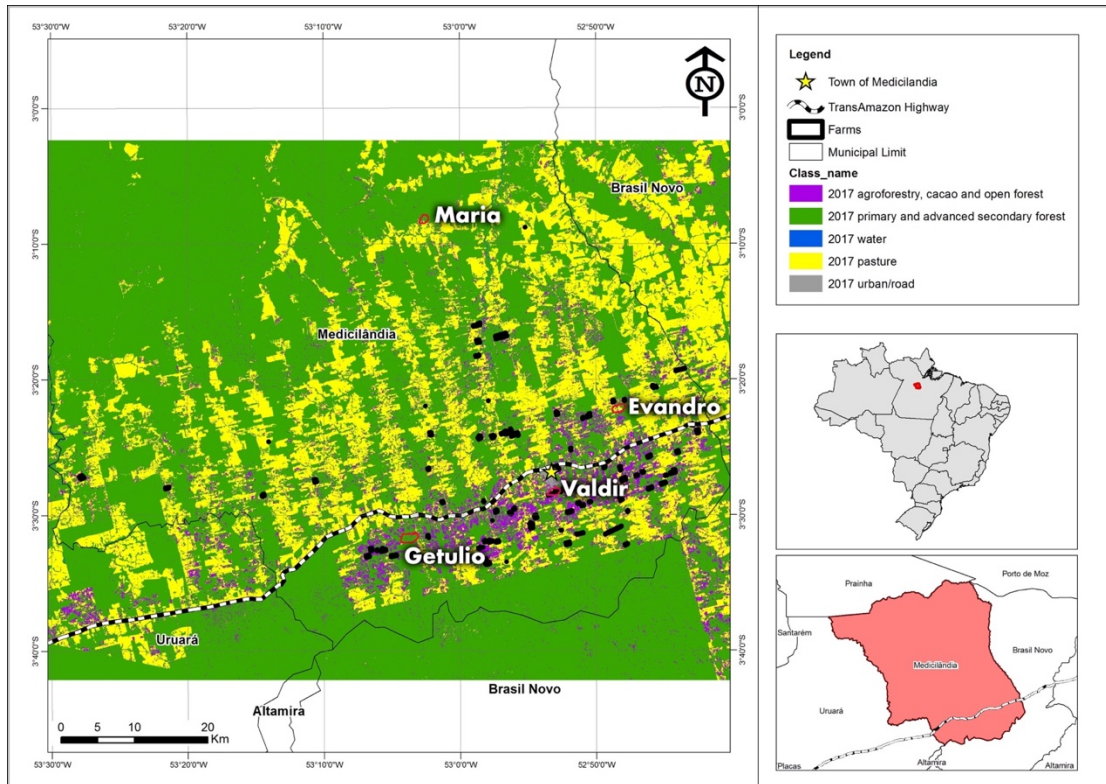 53°30'0"W
53°20'0"W
53°10'0"W
53°0'0"W
52°50'0"W
3°0'0"S
3°10'0"S
3°20'0"S
3°30'0"S
3°40'0"S
3°0'0"S
3°10'0"S
3°20'0"S
3°30'0"S
3°40'0"S
N
Brasil Novo
Maria
Medicilândia
Evandro
Valdir
Getulio
Uruará
Brasil Novo
Altamira
0 5 10 20
Km
53°30'0"W
53°20'0"W
53°10'0"W
53°0'0"W
52°50'0"W
Legend
Town of Medicilandia
TransAmazon Highway
Farms
Municipal Limit
Class_name
2017 agroforestry, cacao and open forest
2017 primary and advanced secondary forest
2017 water
2017 pasture
2017 urban/road
Prainha
Porto de Moz
Santarém
Medicilândia
Brasil Novo
Uruará
Placas
Altamira
Altamira